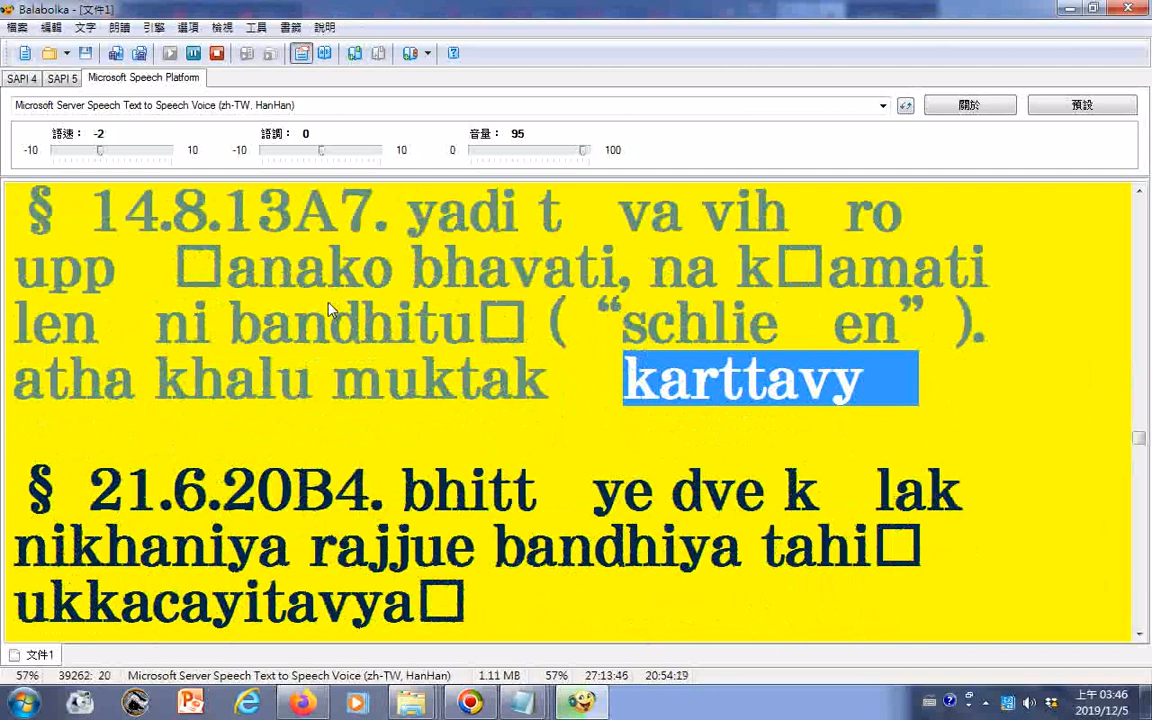 Balabolka - [文件1]
檔案 編輯 文字 朗讀 引擎 選項 檢視 工具 書籤 說明
SAPI 4 SAPI 5 Microsoft Speech Platform
Microsoft Server Speech Text to Speech Voice (zh-TW, HanHan) 關於 預設
語速： -2 語調： 0 音量： 95
-10 10 -10 10 0 100
§ 14.8.13A7. yadi t va vih ro
upp □anako bhavati, na k□amati
len ni bandhitu□ ( “schlie en” ).
atha khalu muktak karttavy
§ 21.6.20B4. bhitt ye dve k lak
nikhaniya rajjue bandhiya tahi□
ukkacayitavya□
文件1
57% 39262: 20 Microsoft Server Speech Text to Speech Voice (zh-TW, HanHan) 1.11 MB 57% 27:13:46 20:54:19
上午 03:46
2019/12/5